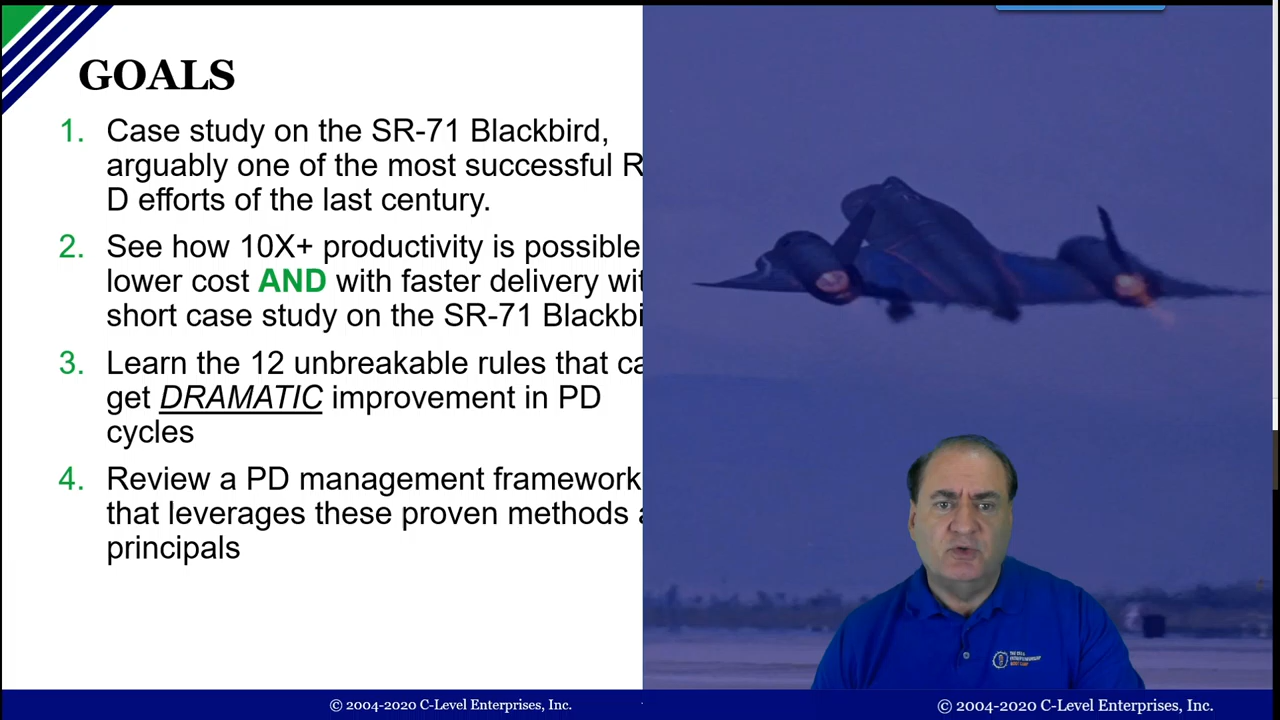 GOALS
1. Case study on the SR-71 Blackbird,
arguably one of the most successful R
D efforts of the last century.
2. See how 10X+ productivity is possible
lower cost AND with faster delivery wit
short case study on the SR-71 Blackbi
3. Learn the 12 unbreakable rules that ca
get DRAMATIC improvement in PD
cycles
4. Review a PD management framework
that leverages these proven methods a
principals
© 2004-2020 C-Level Enterprises, Inc.
© 2004-2020 C-Level Enterprises, Inc.